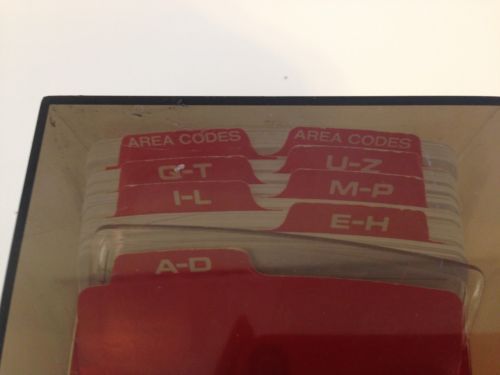 AREA CODES AREA CODES
Q-T U-Z
I-L M-P
E-H
A-D